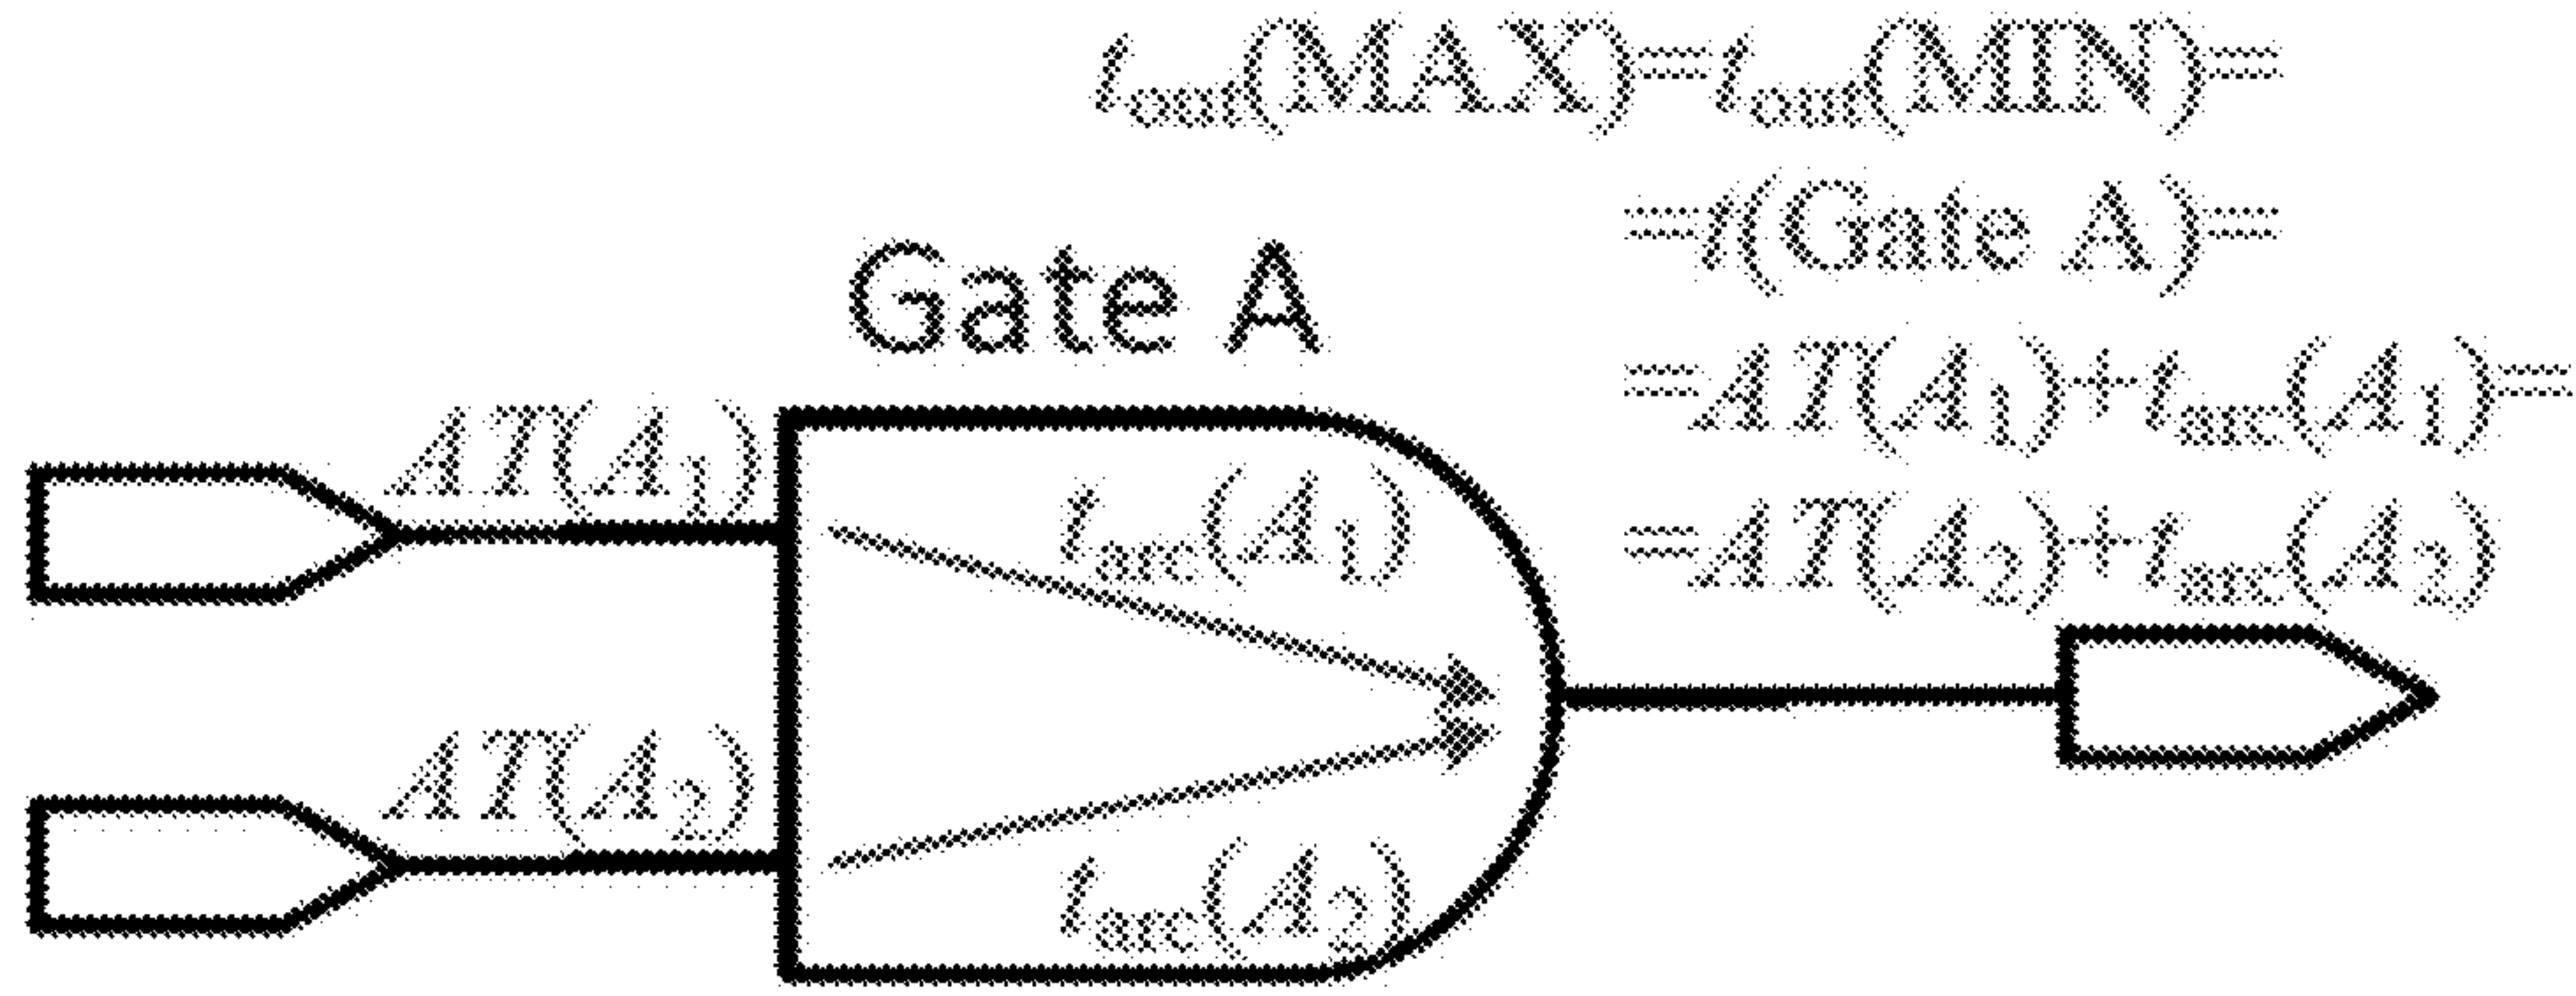 t_out(MAX)=t_out(MIN)=
=t(Gate A)=
=AT(A₁)+t_arc(A₁)=
=AT(A₂)+t_arc(A₂)
Gate A
AT(A₁)
t_arc(A₁)
AT(A₂)
t_arc(A₂)